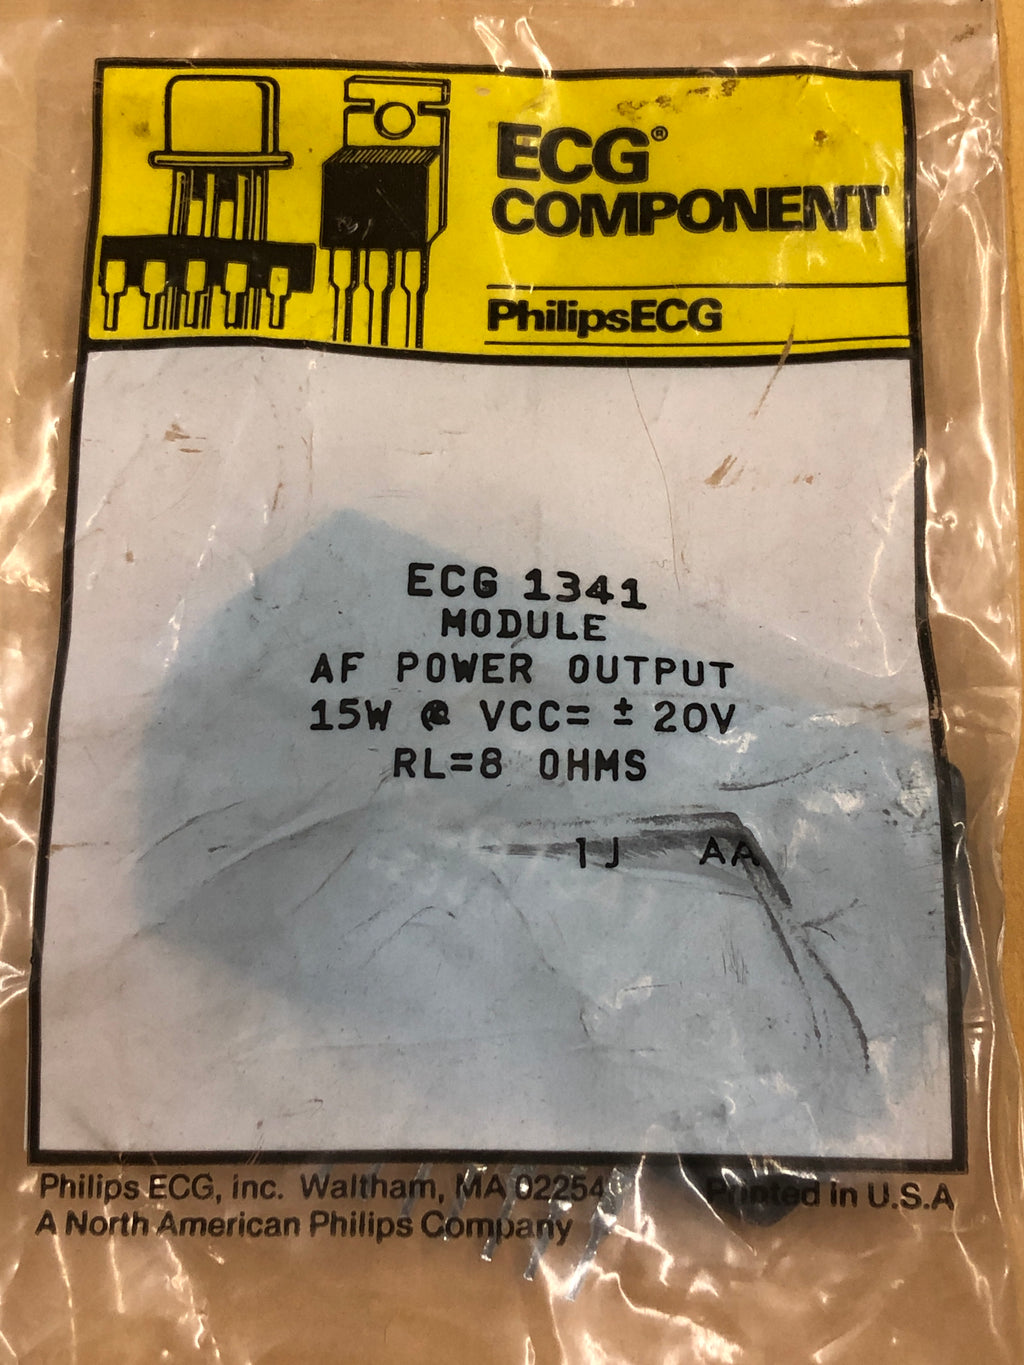 ECG®
COMPONENT
PhilipsECG
ECG 1341
MODULE
AF POWER OUTPUT
15W @ VCC= ± 20V
RL=8 OHMS
1J AA
Philips ECG, inc. Waltham, MA 02254
Printed in U.S.A
A North American Philips Company